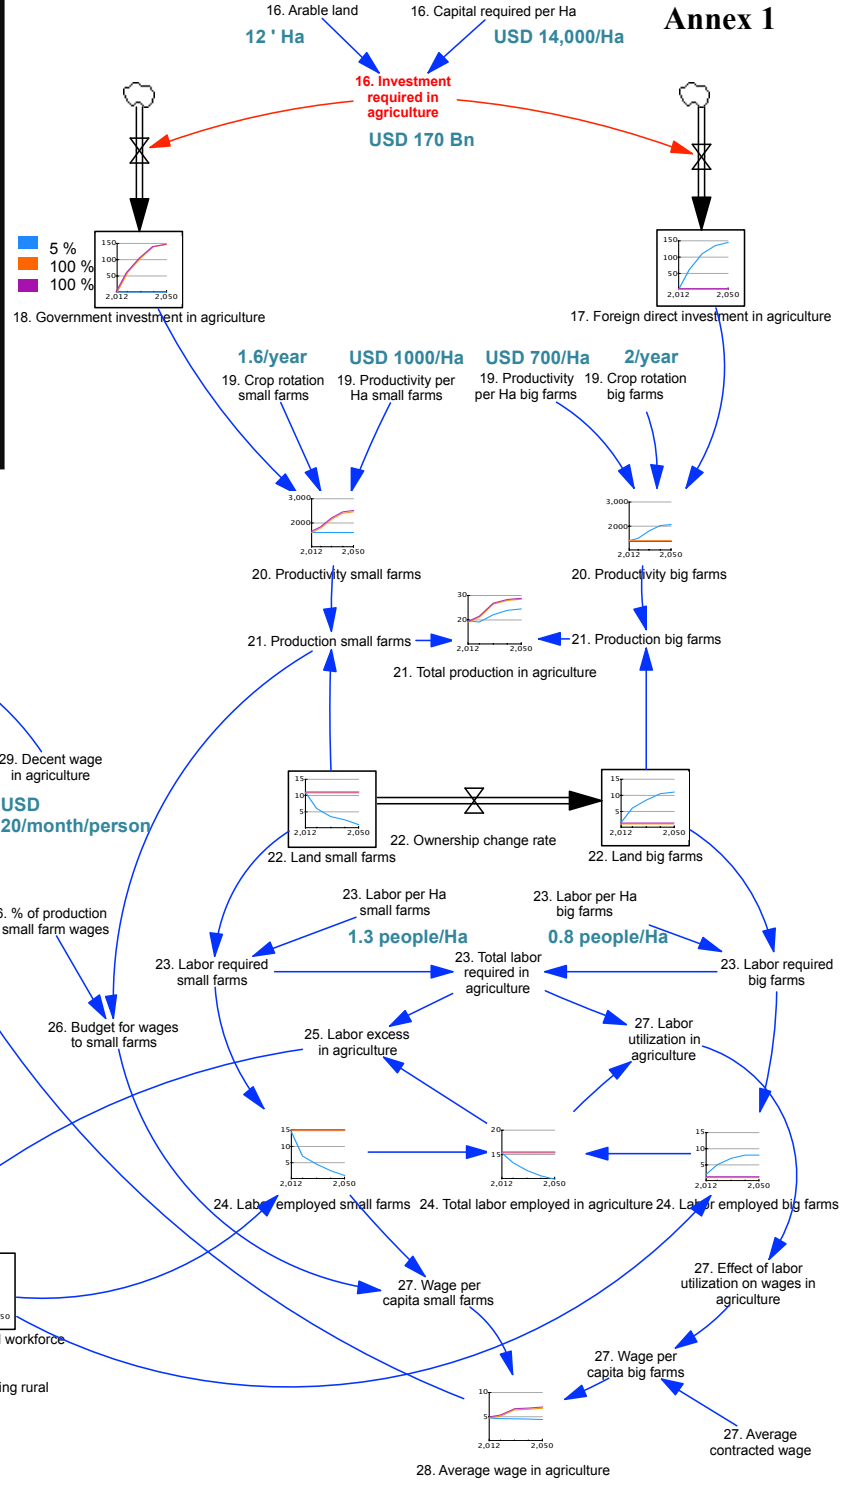 Annex 1
16. Arable land
16. Capital required per Ha
12 ' Ha
USD 14,000/Ha
16. Investment
required in
agriculture
USD 170 Bn
5 %
100 %
100 %
150
100
50
2,012 2,050
18. Government investment in agriculture
150
100
50
2,012 2,050
17. Foreign direct investment in agriculture
1.6/year
USD 1000/Ha
USD 700/Ha
2/year
19. Crop rotation
small farms
19. Productivity per
Ha small farms
19. Productivity
per Ha big farms
19. Crop rotation
big farms
3,000
2000
2,012 2,050
20. Productivity small farms
3,000
2000
2,012 2,050
20. Productivity big farms
30
20
2,012 2,050
21. Production small farms
21. Production big farms
21. Total production in agriculture
29. Decent wage
in agriculture
USD
20/month/person
15
10
5
2,012 2,050
22. Land small farms
22. Ownership change rate
15
10
5
2,012 2,050
22. Land big farms
6. % of production
small farm wages
23. Labor per Ha
small farms
1.3 people/Ha
23. Labor per Ha
big farms
0.8 people/Ha
23. Labor required
small farms
23. Total labor
required in
agriculture
23. Labor required
big farms
26. Budget for wages
to small farms
25. Labor excess
in agriculture
27. Labor
utilization in
agriculture
15
10
5
2,012 2,050
24. Labor employed small farms
20
15
2,012 2,050
24. Total labor employed in agriculture
15
10
5
2,012 2,050
24. Labor employed big farms
27. Effect of labor
utilization on wages in
agriculture
27. Wage per
capita small farms
50
l workforce
ing rural
27. Wage per
capita big farms
10
5
2,012 2,050
28. Average wage in agriculture
27. Average
contracted wage